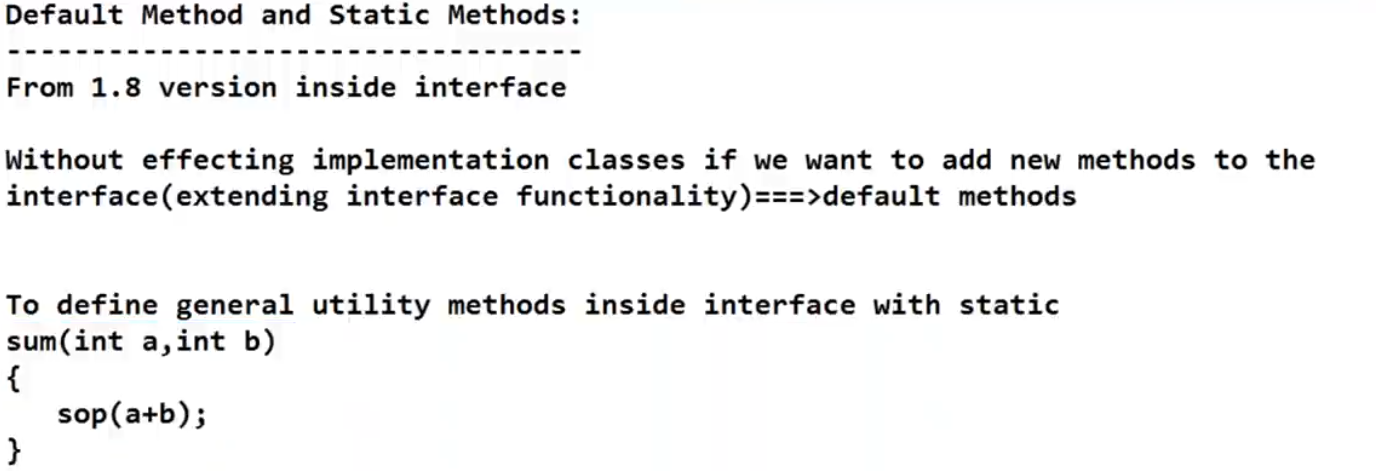 Default Method and Static Methods:
-----------------------------------
From 1.8 version inside interface
Without effecting implementation classes if we want to add new methods to the
interface(extending interface functionality)===>default methods
To define general utility methods inside interface with static
sum(int a,int b)
{
   sop(a+b);
}